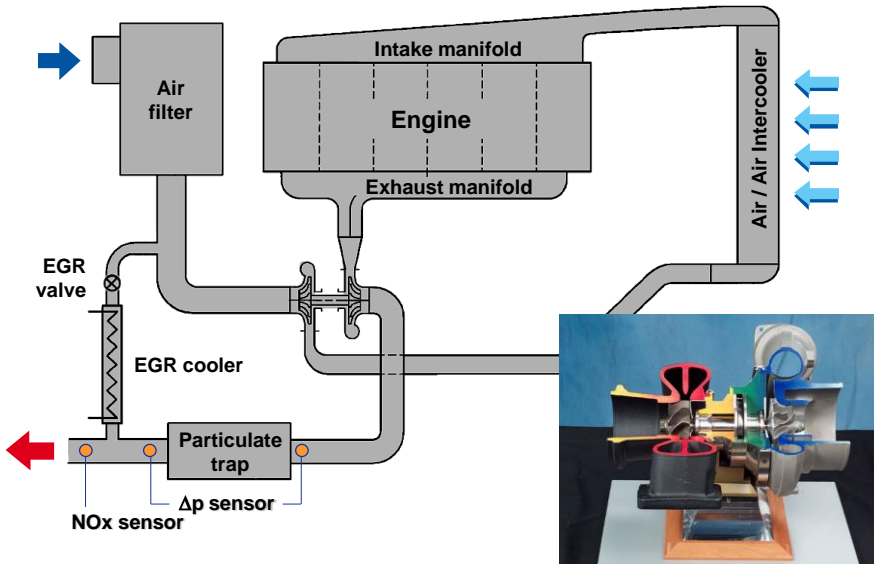 Intake manifold
Air
filter
Engine
Air / Air Intercooler
Exhaust manifold
EGR
valve
EGR cooler
Particulate
trap
Δp sensor
NOx sensor